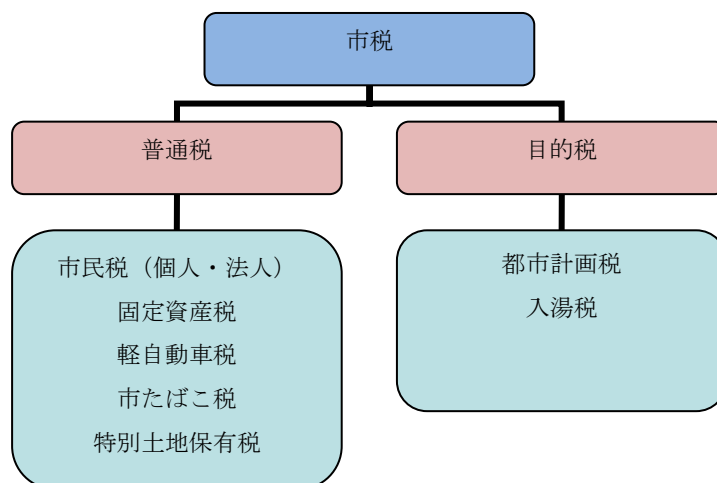 市税
普通税
目的税
市民税（個人・法人）
固定資産税
軽自動車税
市たばこ税
特別土地保有税
都市計画税
入湯税